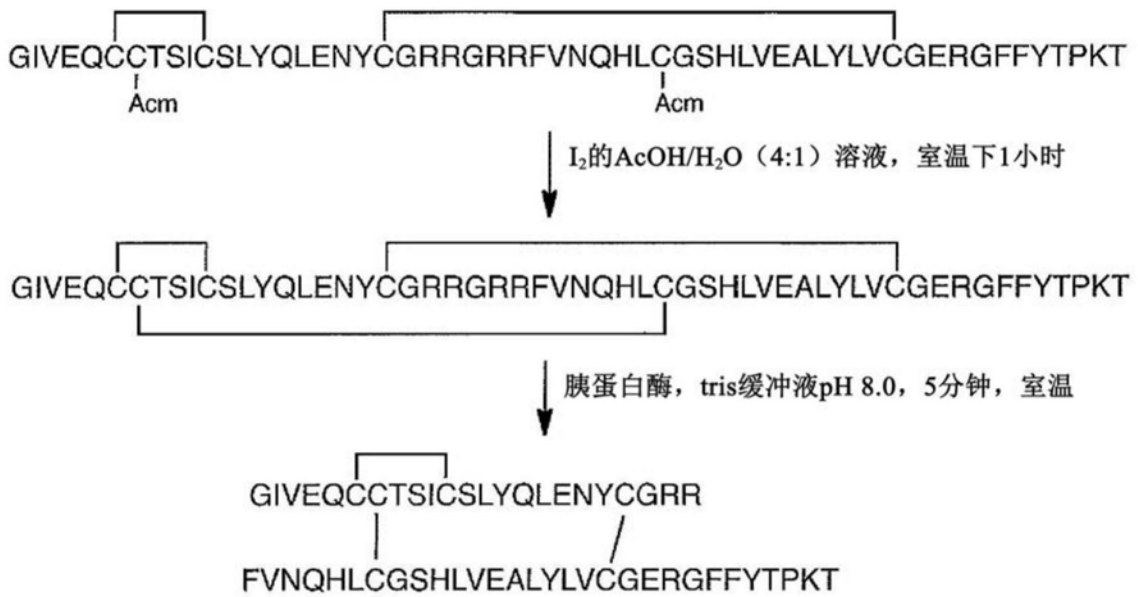 GIVEQCCTSICSLYQLENYCGRRGRRFVNQHLCGSHLVEALYLVCGERGFFYTPKT
Acm Acm
I₂的AcOH/H₂O（4:1）溶液，室温下1小时
GIVEQCCTSICSLYQLENYCGRRGRRFVNQHLCGSHLVEALYLVCGERGFFYTPKT
胰蛋白酶，tris缓冲液pH 8.0，5分钟，室温
GIVEQCCTSICSLYQLENYCGRR
FVNQHLCGSHLVEALYLVCGERGFFYTPKT